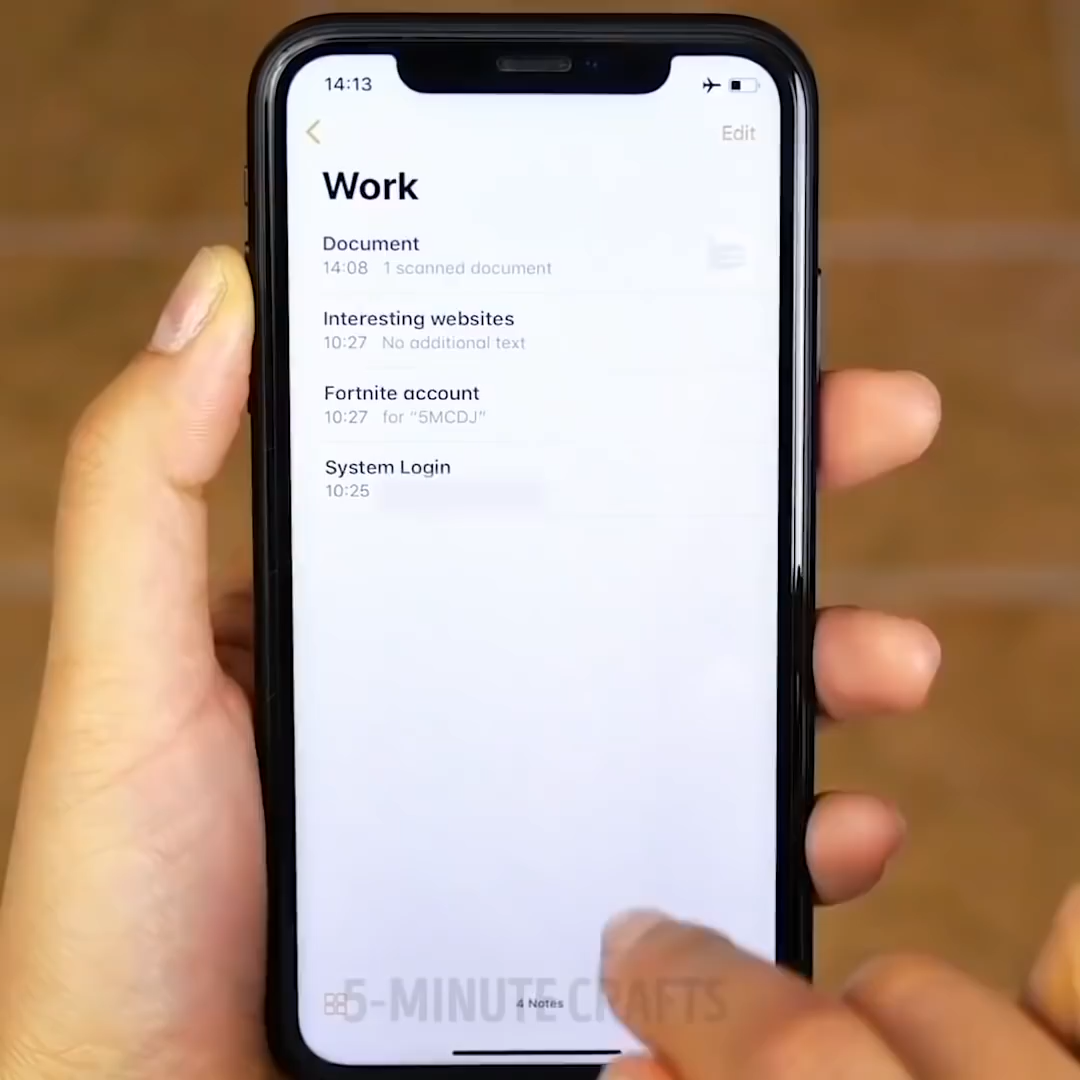 14:13
Edit
Work
Document
14:08 1 scanned document
Interesting websites
10:27 No additional text
Fortnite account
10:27 for “5MCDJ”
System Login
10:25
5-MINUTE CRAFTS
4 Notes